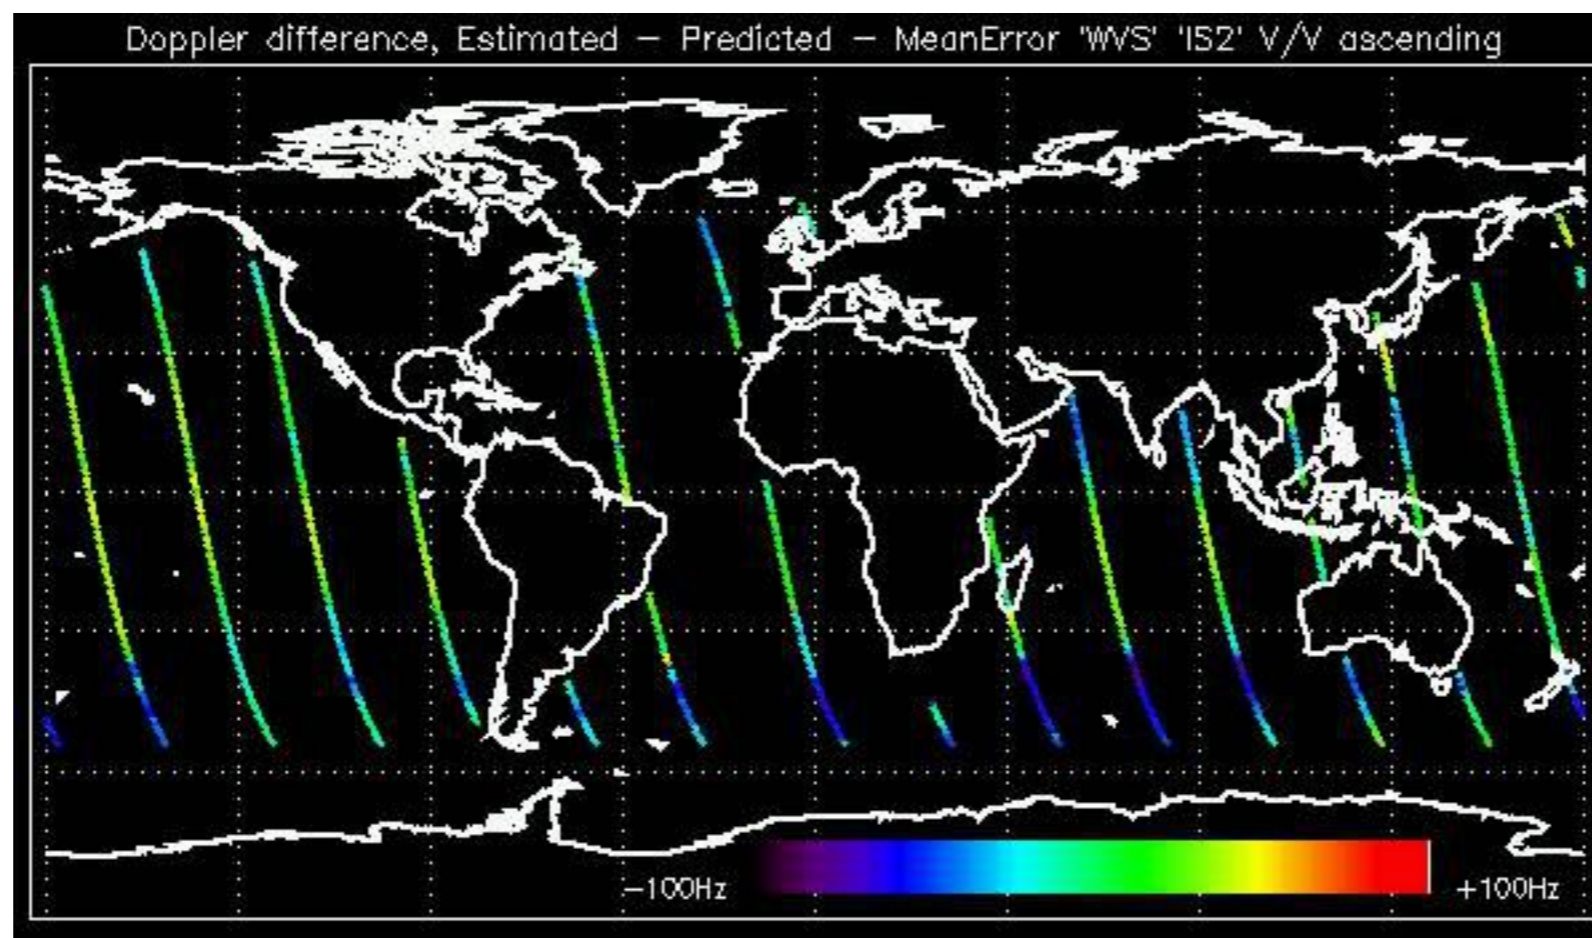 Doppler difference, Estimated – Predicted – MeanError 'WVS' 'IS2' V/V ascending
−100Hz
+100Hz